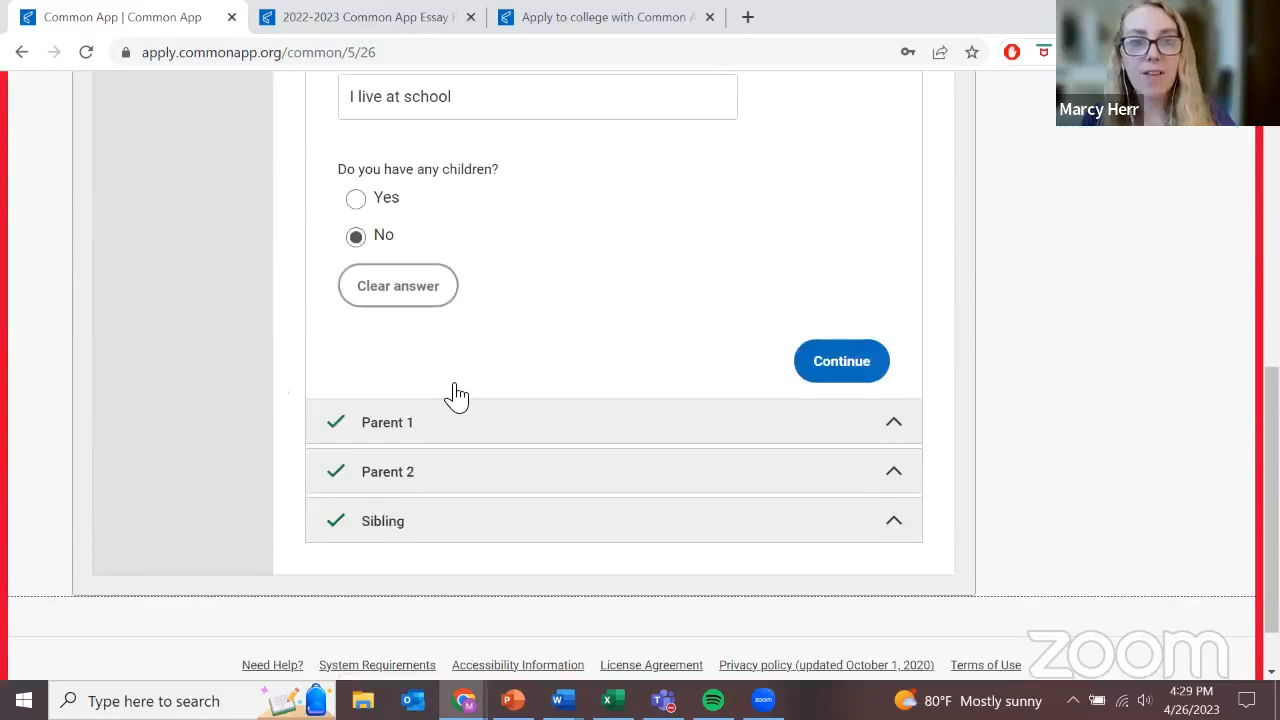 Common App | Common App
2022-2023 Common App Essay
Apply to college with Common
apply.commonapp.org/common/5/26
Marcy Herr
I live at school
Do you have any children?
Yes
No
Clear answer
Continue
Parent 1
Parent 2
Sibling
Need Help?
System Requirements
Accessibility Information
License Agreement
Privacy policy (updated October 1, 2020)
Terms of Use
zoom
Type here to search
zoom
80°F Mostly sunny
4:29 PM
4/26/2023